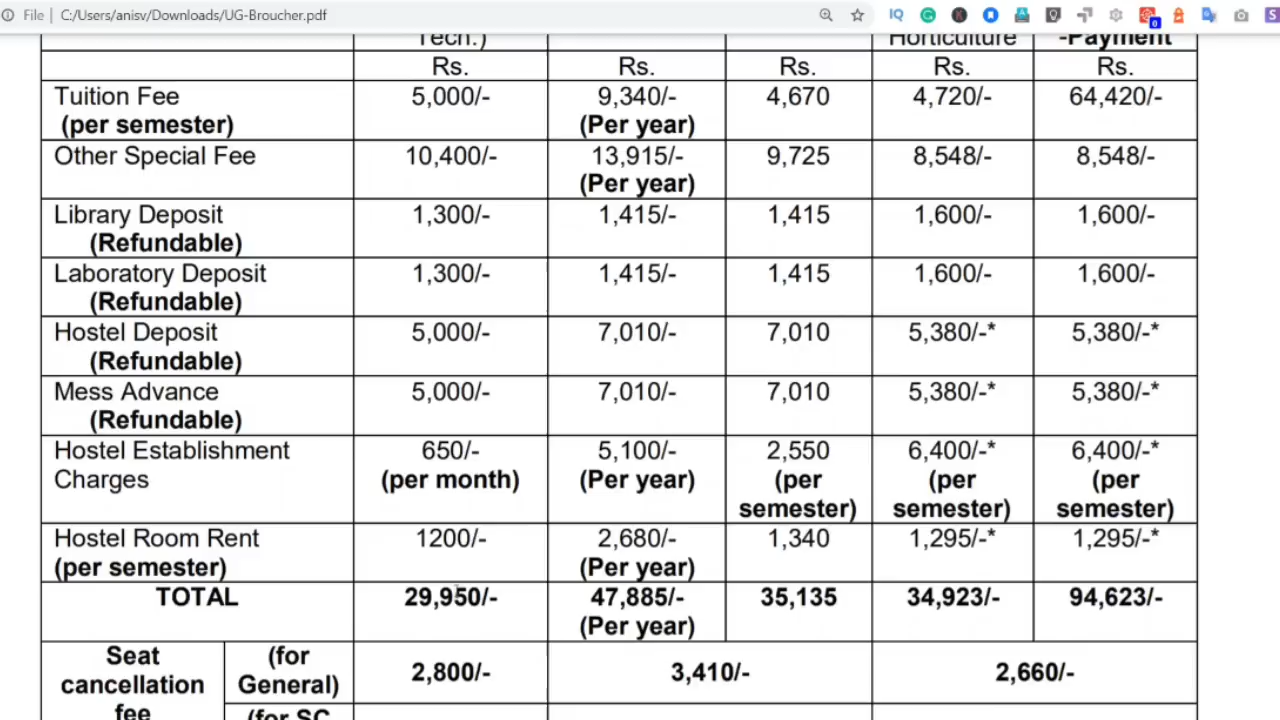 File | C:/Users/anisv/Downloads/UG-Broucher.pdf
Tech.) Horticulture -Payment
Rs. Rs. Rs. Rs. Rs.
Tuition Fee 5,000/- 9,340/- 4,670 4,720/- 64,420/-
(per semester) (Per year)
Other Special Fee 10,400/- 13,915/- 9,725 8,548/- 8,548/-
(Per year)
Library Deposit 1,300/- 1,415/- 1,415 1,600/- 1,600/-
(Refundable)
Laboratory Deposit 1,300/- 1,415/- 1,415 1,600/- 1,600/-
(Refundable)
Hostel Deposit 5,000/- 7,010/- 7,010 5,380/-* 5,380/-*
(Refundable)
Mess Advance 5,000/- 7,010/- 7,010 5,380/-* 5,380/-*
(Refundable)
Hostel Establishment 650/- 5,100/- 2,550 6,400/-* 6,400/-*
Charges (per month) (Per year) (per (per (per
semester) semester) semester)
Hostel Room Rent 1200/- 2,680/- 1,340 1,295/-* 1,295/-*
(per semester) (Per year)
TOTAL 29,950/- 47,885/- 35,135 34,923/- 94,623/-
(Per year)
Seat (for
cancellation General) 2,800/- 3,410/- 2,660/-
fee (for SC